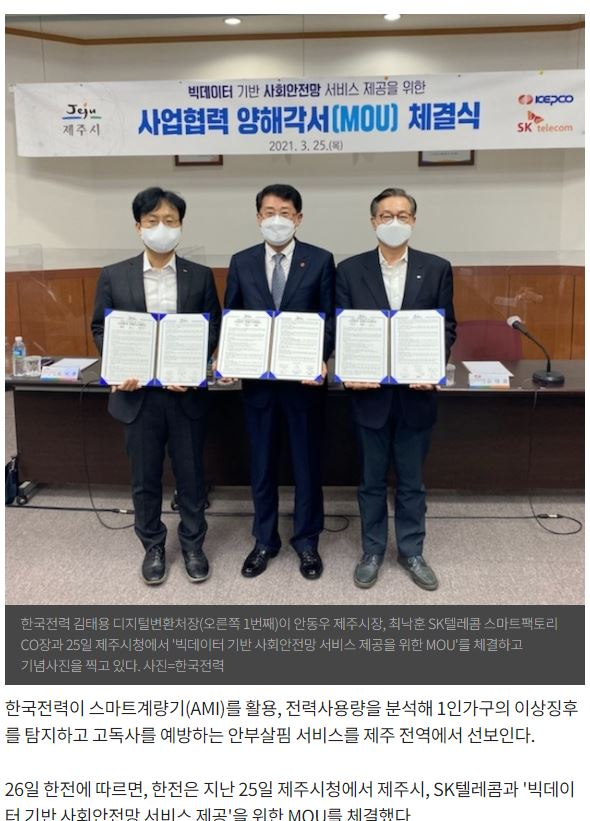 빅데이터 기반 사회안전망 서비스 제공을 위한
Jeju
제주시
사업협력 양해각서(MOU) 체결식
KEPCO
SK telecom
2021. 3. 25.(목)
한국전력 김태용 디지털변환처장(오른쪽 1번째)이 안동우 제주시장, 최낙훈 SK텔레콤 스마트팩토리
CO장과 25일 제주시청에서 '빅데이터 기반 사회안전망 서비스 제공을 위한 MOU'를 체결하고
기념사진을 찍고 있다. 사진=한국전력
한국전력이 스마트계량기(AMI)를 활용, 전력사용량을 분석해 1인가구의 이상징후
를 탐지하고 고독사를 예방하는 안부살핌 서비스를 제주 전역에서 선보인다.
26일 한전에 따르면, 한전은 지난 25일 제주시청에서 제주시, SK텔레콤과 '빅데이
터 기반 사회안전망 서비스 제공'을 위한 MOU를 체결했다